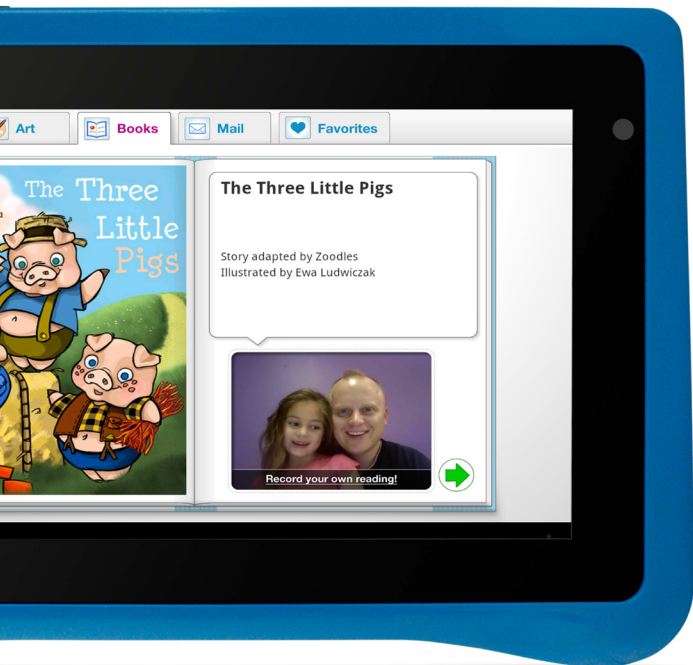 Art
Books
Mail
Favorites
The Three
Little
Pigs
The Three Little Pigs
Story adapted by Zoodles
Illustrated by Ewa Ludwiczak
Record your own reading!